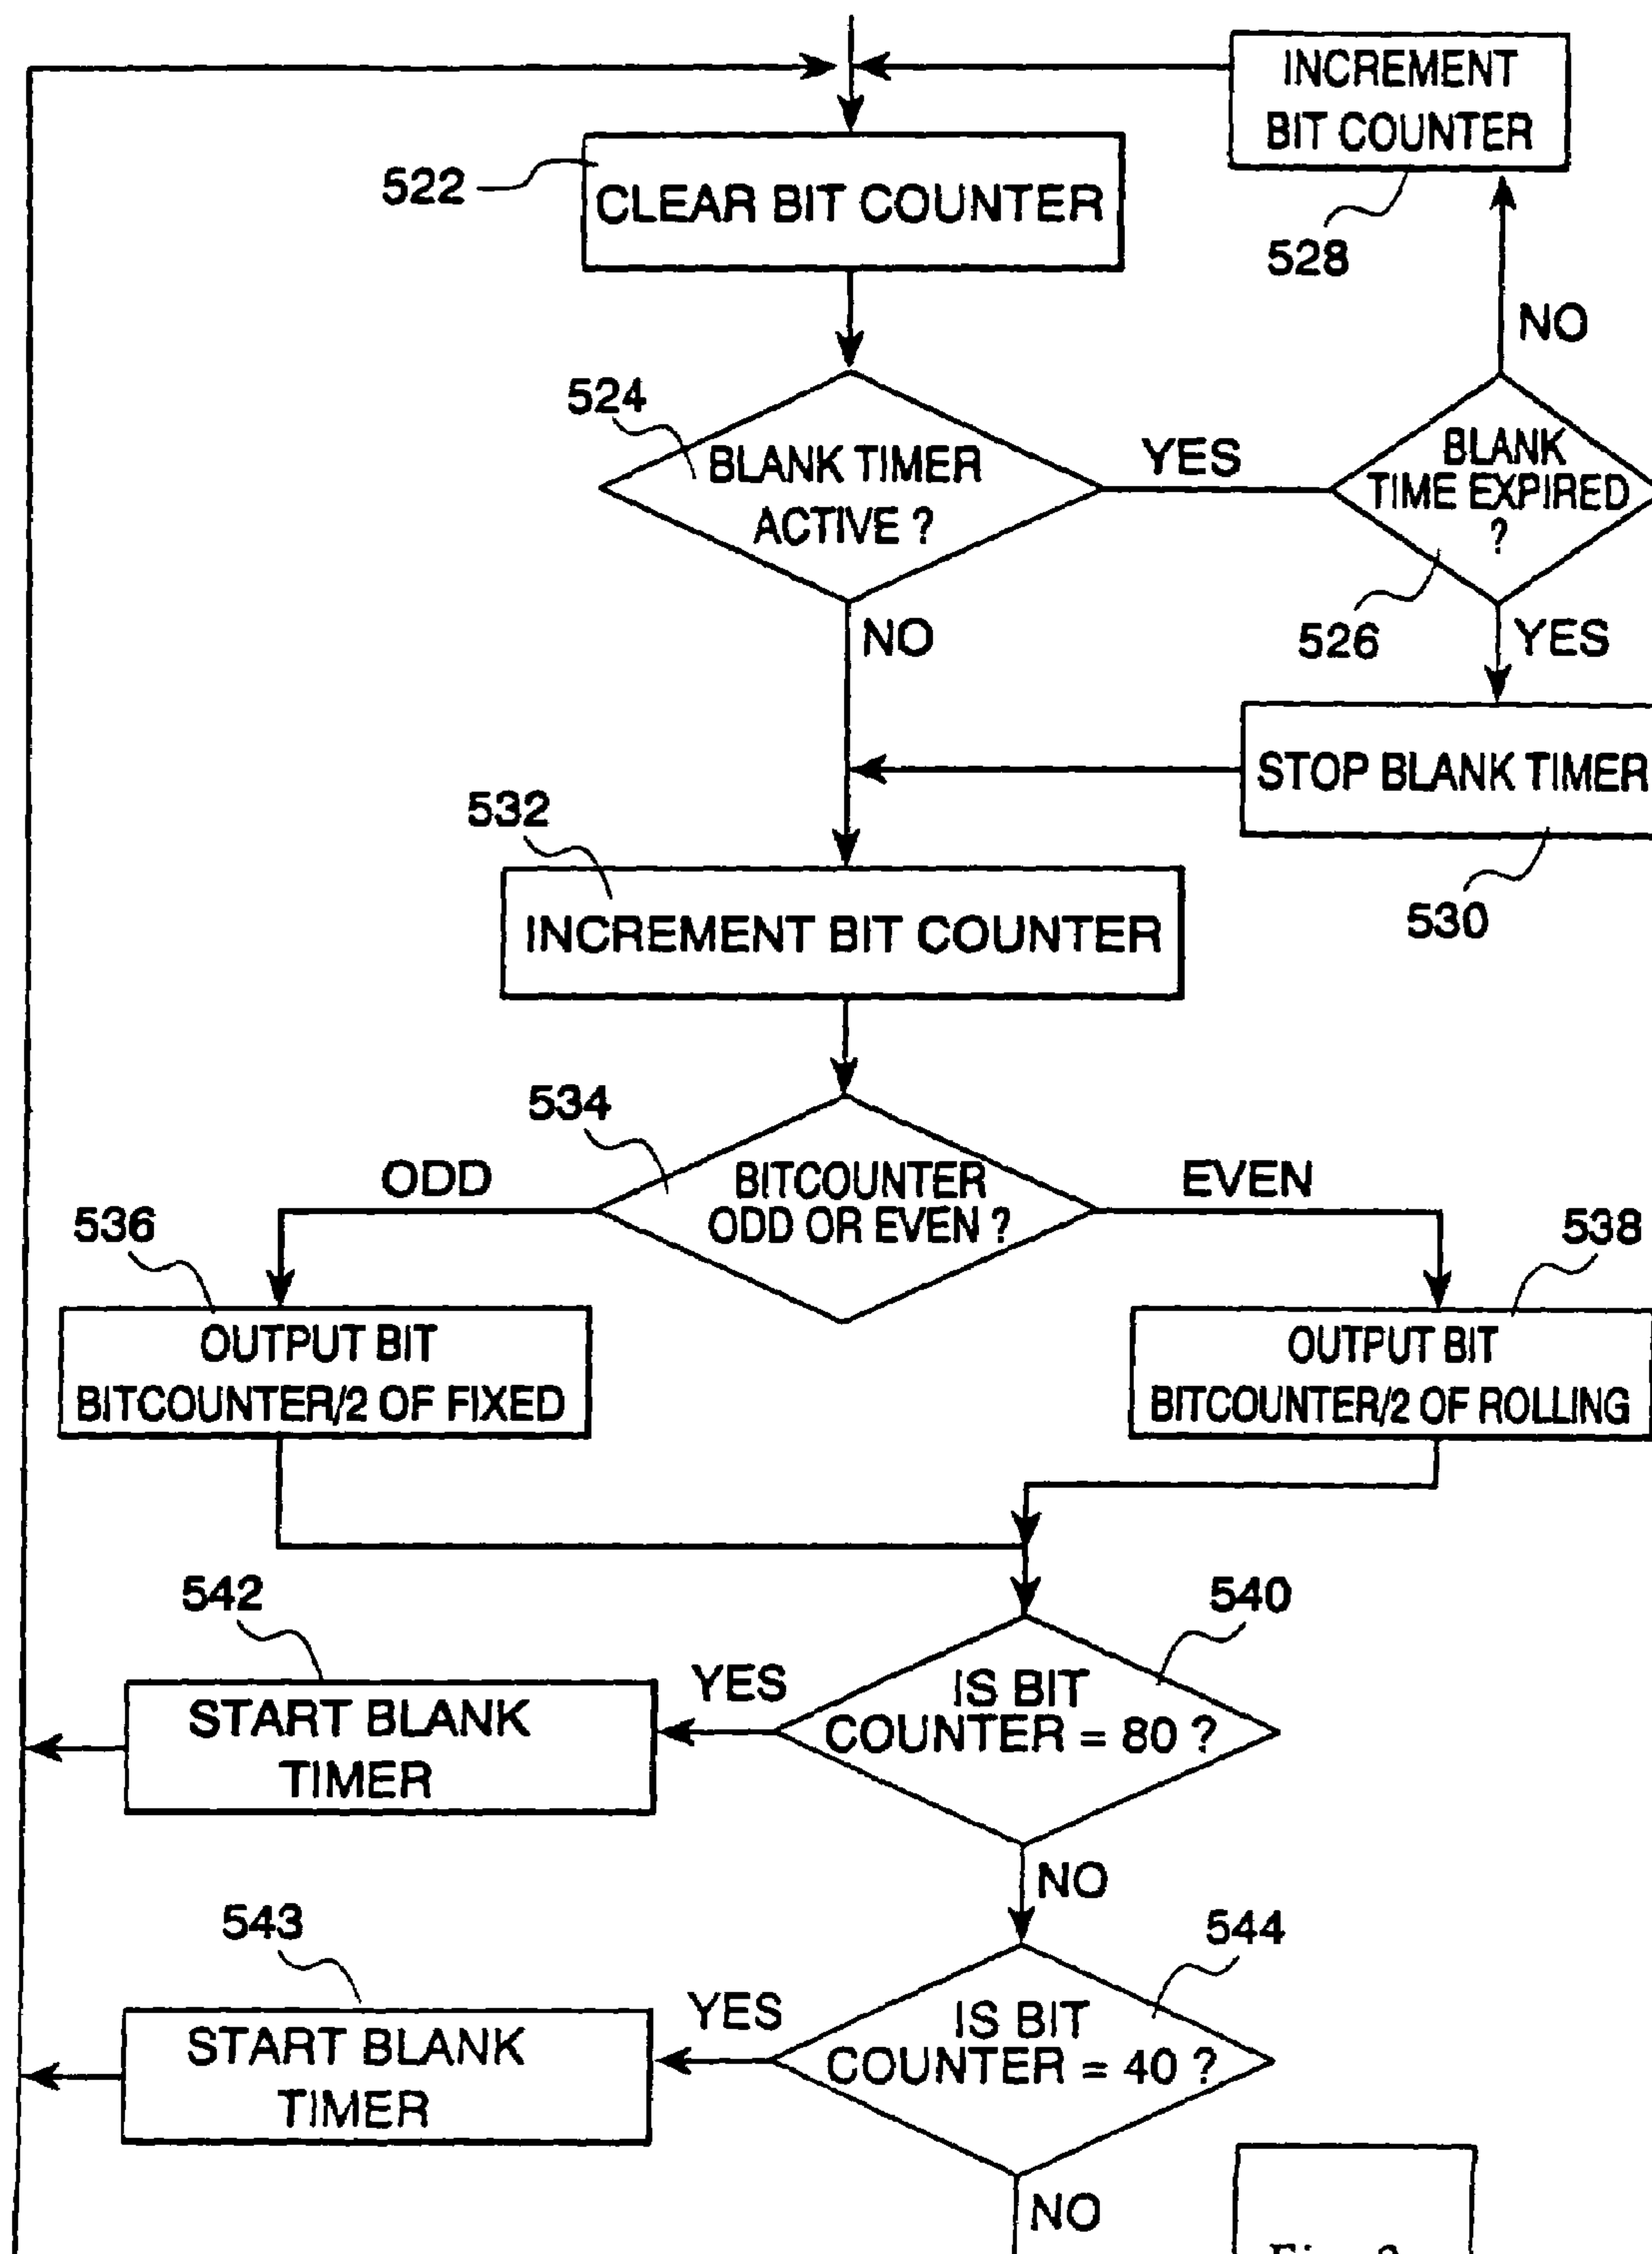 INCREMENT
BIT COUNTER
522
CLEAR BIT COUNTER
528
NO
524
BLANK TIMER
ACTIVE ?
YES
BLANK
TIME EXPIRED
?
526
NO
YES
STOP BLANK TIMER
530
532
INCREMENT BIT COUNTER
534
ODD
BITCOUNTER
ODD OR EVEN ?
EVEN
536
538
OUTPUT BIT
BITCOUNTER/2 OF FIXED
OUTPUT BIT
BITCOUNTER/2 OF ROLLING
542
540
START BLANK
TIMER
YES
IS BIT
COUNTER = 80 ?
NO
543
544
START BLANK
TIMER
YES
IS BIT
COUNTER = 40 ?
NO